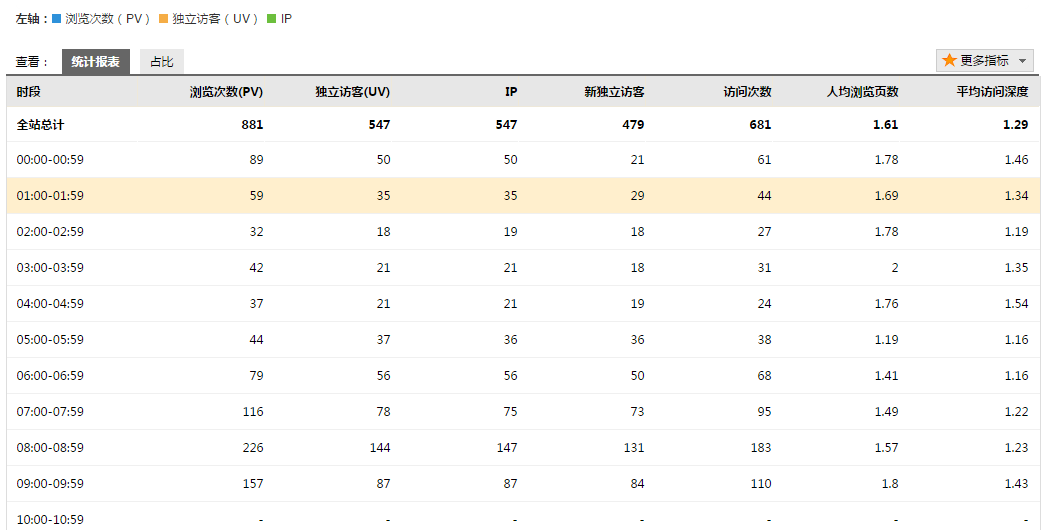 左轴：浏览次数（PV） 独立访客（UV） IP
查看： 统计报表 占比 更多指标
时段 浏览次数(PV) 独立访客(UV) IP 新独立访客 访问次数 人均浏览页数 平均访问深度
全站总计 881 547 547 479 681 1.61 1.29
00:00-00:59 89 50 50 21 61 1.78 1.46
01:00-01:59 59 35 35 29 44 1.69 1.34
02:00-02:59 32 18 19 18 27 1.78 1.19
03:00-03:59 42 21 21 18 31 2 1.35
04:00-04:59 37 21 21 19 24 1.76 1.54
05:00-05:59 44 37 36 36 38 1.19 1.16
06:00-06:59 79 56 56 50 68 1.41 1.16
07:00-07:59 116 78 75 73 95 1.49 1.22
08:00-08:59 226 144 147 131 183 1.57 1.23
09:00-09:59 157 87 87 84 110 1.8 1.43
10:00-10:59 - - - - - - -